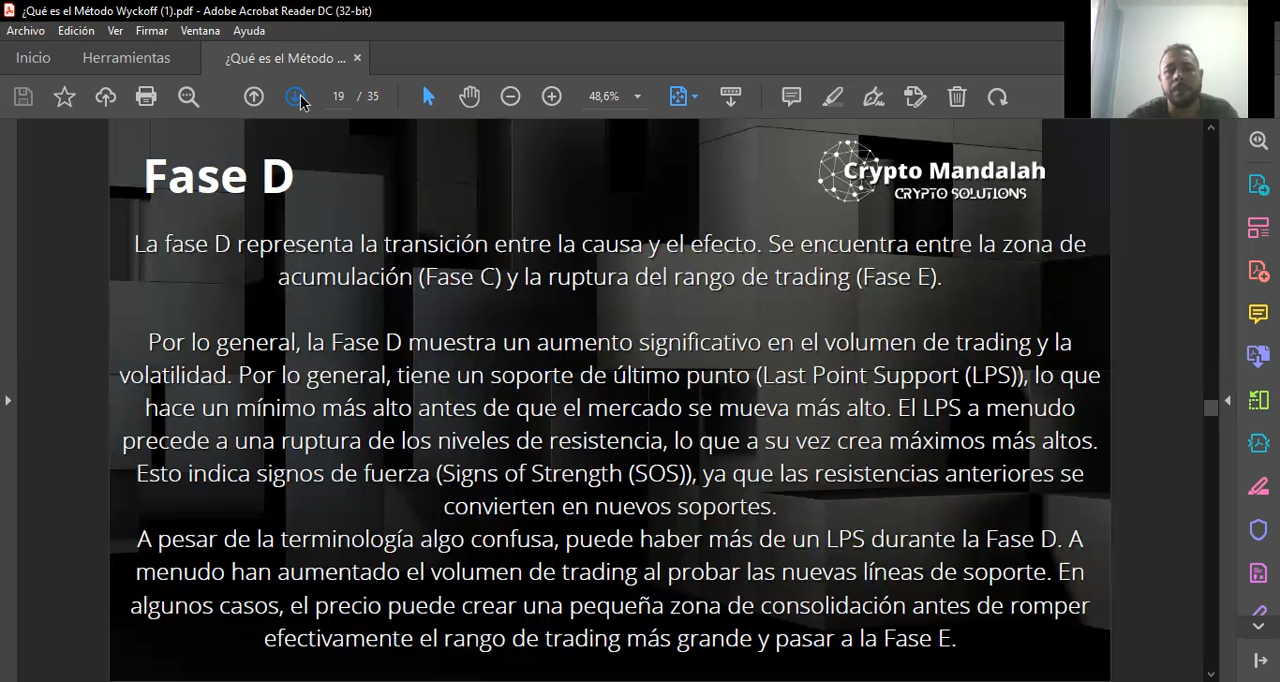 ¿Qué es el Método Wyckoff (1).pdf - Adobe Acrobat Reader DC (32-bit)
Archivo Edición Ver Firmar Ventana Ayuda
Inicio Herramientas ¿Qué es el Método ... ×
19 / 35 48,6%
Fase D
Crypto Mandalah
CRYPTO SOLUTIONS
La fase D representa la transición entre la causa y el efecto. Se encuentra entre la zona de
acumulación (Fase C) y la ruptura del rango de trading (Fase E).
Por lo general, la Fase D muestra un aumento significativo en el volumen de trading y la
volatilidad. Por lo general, tiene un soporte de último punto (Last Point Support (LPS)), lo que
hace un mínimo más alto antes de que el mercado se mueva más alto. El LPS a menudo
precede a una ruptura de los niveles de resistencia, lo que a su vez crea máximos más altos.
Esto indica signos de fuerza (Signs of Strength (SOS)), ya que las resistencias anteriores se
convierten en nuevos soportes.
A pesar de la terminología algo confusa, puede haber más de un LPS durante la Fase D. A
menudo han aumentado el volumen de trading al probar las nuevas líneas de soporte. En
algunos casos, el precio puede crear una pequeña zona de consolidación antes de romper
efectivamente el rango de trading más grande y pasar a la Fase E.